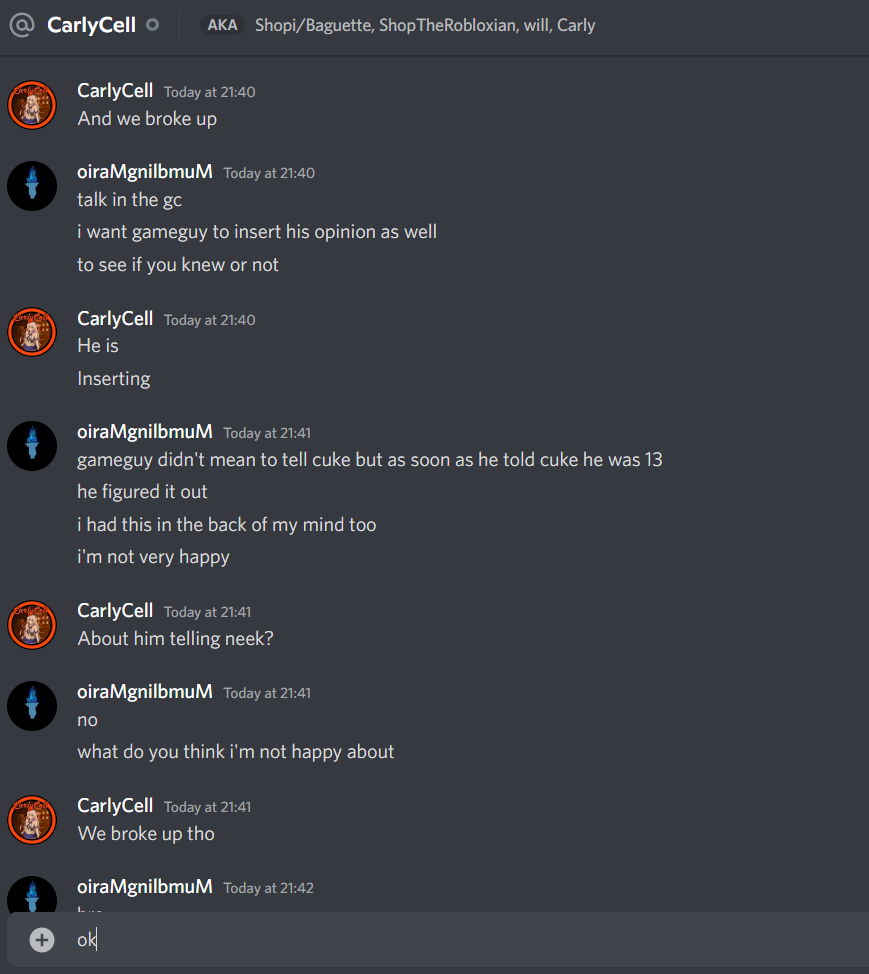 CarlyCell AKA Shopi/Baguette, ShopTheRobloxian, will, Carly
CarlyCell Today at 21:40
And we broke up
oiraMgnilbmuM Today at 21:40
talk in the gc
i want gameguy to insert his opinion as well
to see if you knew or not
CarlyCell Today at 21:40
He is
Inserting
oiraMgnilbmuM Today at 21:41
gameguy didn't mean to tell cuke but as soon as he told cuke he was 13
he figured it out
i had this in the back of my mind too
i'm not very happy
CarlyCell Today at 21:41
About him telling neek?
oiraMgnilbmuM Today at 21:41
no
what do you think i'm not happy about
CarlyCell Today at 21:41
We broke up tho
oiraMgnilbmuM Today at 21:42
ok